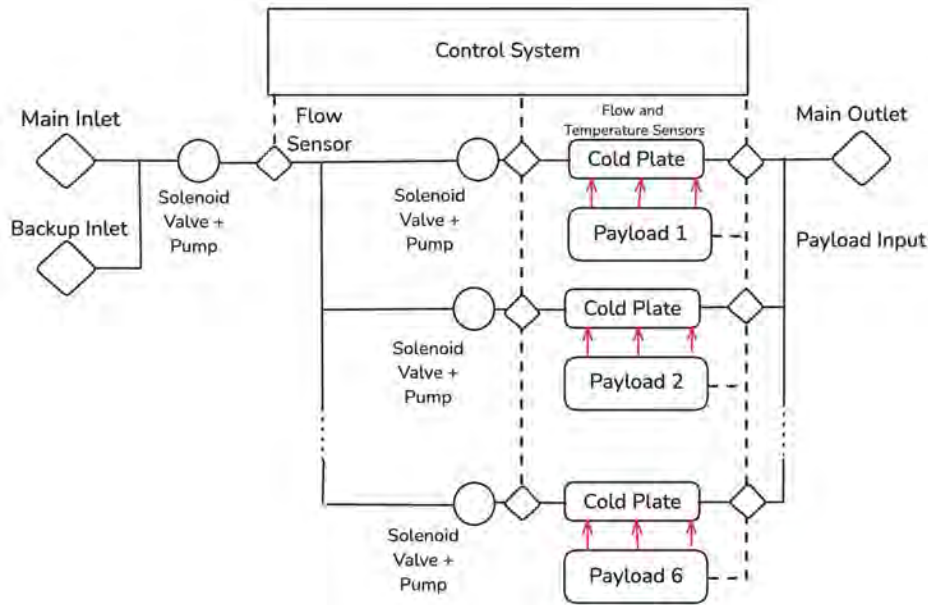 Control System
Main Inlet
Flow
Sensor
Flow and
Temperature Sensors
Main Outlet
Cold Plate
Solenoid
Valve +
Pump
Solenoid
Valve +
Pump
Backup Inlet
Payload 1
Payload Input
Cold Plate
Solenoid
Valve +
Pump
Payload 2
Cold Plate
Solenoid
Valve +
Pump
Payload 6